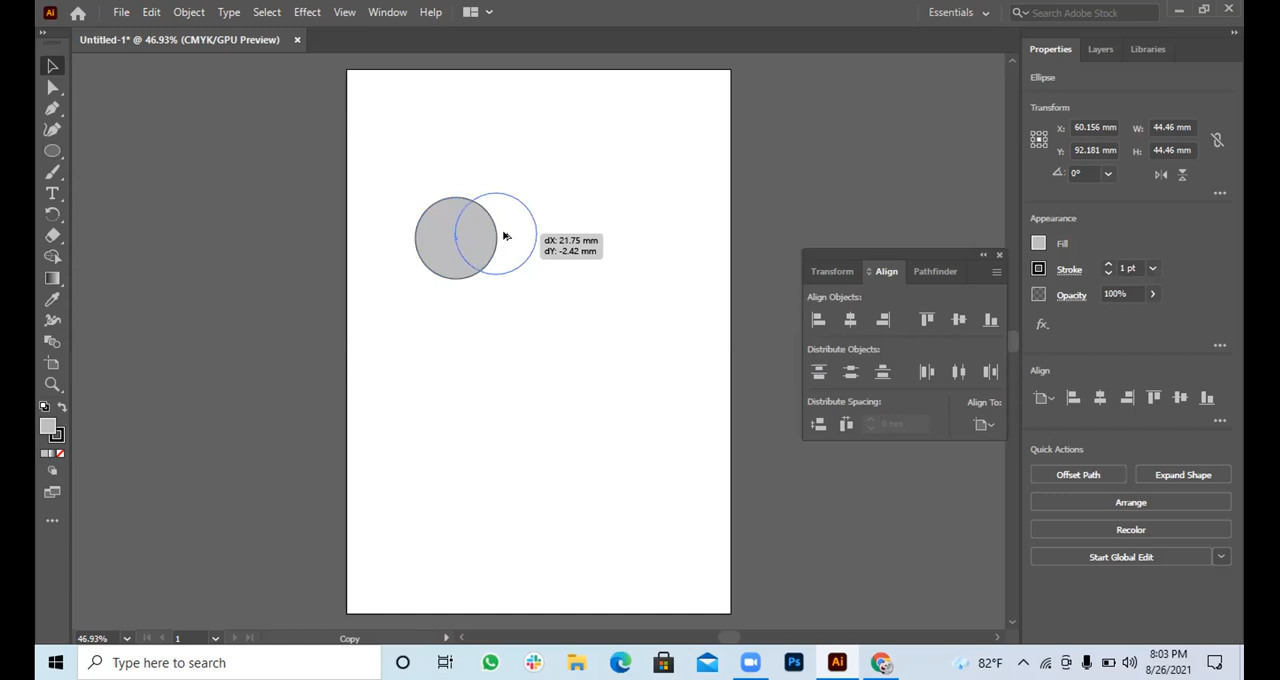 Ai File Edit Object Type Select Effect View Window Help Essentials Search Adobe Stock
Untitled-1* @ 46.93% (CMYK/GPU Preview) ×
Properties Layers Libraries
Ellipse
Transform
X: 60.156 mm W: 44.46 mm
Y: 92.181 mm H: 44.46 mm
0°
Appearance
Fill
Stroke 1 pt
Opacity 100%
fx.
Align
Quick Actions
Offset Path Expand Shape
Arrange
Recolor
Start Global Edit
dX: 21.75 mm
dY: -2.42 mm
Transform Align Pathfinder
Align Objects:
Distribute Objects:
Distribute Spacing: Align To:
T
46.93% 1 Copy
Type here to search Ps Ai 82°F 8:03 PM
8/26/2021